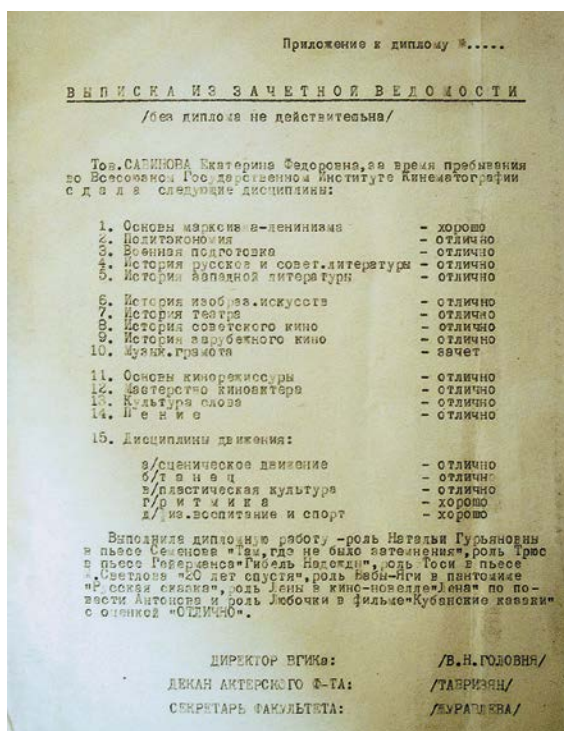 Приложение к диплому №.....
ВЫПИСКА ИЗ ЗАЧЕТНОЙ ВЕДОМОСТИ
/без диплома не действительна/
Тов.САВИНОВА Екатерина Федоровна,за время пребывания
во Всесоюзном Государственном Институте Кинематографии
с д а л а следующие дисциплины:
1. Основы марксизма-ленинизма - хорошо
2. Политэкономия - отлично
3. Военная подготовка - отлично
4. История русской и совет.литературы - отлично
5. История западной литературы - отлично
6. История изобраз.искусств - отлично
7. История театра - отлично
8. История советского кино - отлично
9. История зарубежного кино - отлично
10. Музык.грамота - зачет
11. Основы кинорежиссуры - отлично
12. Мастерство киноактера - отлично
13. Культура слова - отлично
14. П е н и е - отлично
15. Дисциплины движения:
а/сценическое движение - отлично
б/т а н е ц - отлично
в/пластическая культура - отлично
г/р и т м и к а - хорошо
д/физ.воспитание и спорт - хорошо
Выполнила дипломную работу -роль Натальи Гурьяновны
в пьесе Семенова "Там,где не было затемнения",роль Трюс
в пьесе Гейерманса"Гибель Надежды",роль Тоси в пьесе
М.Светлова "20 лет спустя",роль Бабы-Яги в пантомиме
"Русская сказка",роль Лены в кино-новелле"Лена" по по-
вести Антонова и роль Любочки в фильме"Кубанские казаки"
с оценкой "ОТЛИЧНО".
ДИРЕКТОР ВГИКа: /В.Н.ГОЛОВНЯ/
ДЕКАН АКТЕРСКОГО Ф-ТА: /ТАВРИЗЯН/
СЕКРЕТАРЬ ФАКУЛЬТЕТА: /ЖУРАВЛЕВА/